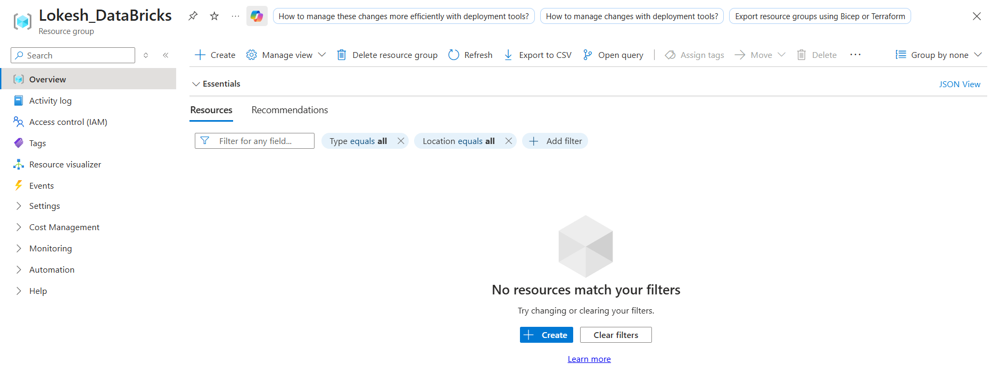 Lokesh_DataBricks
Resource group
How to manage these changes more efficiently with deployment tools?
How to manage changes with deployment tools?
Export resource groups using Bicep or Terraform
Search
Overview
Activity log
Access control (IAM)
Tags
Resource visualizer
Events
Settings
Cost Management
Monitoring
Automation
Help
Create
Manage view
Delete resource group
Refresh
Export to CSV
Open query
Assign tags
Move
Delete
Group by none
Essentials
JSON View
Resources
Recommendations
Filter for any field...
Type equals all
Location equals all
Add filter
No resources match your filters
Try changing or clearing your filters.
Create
Clear filters
Learn more